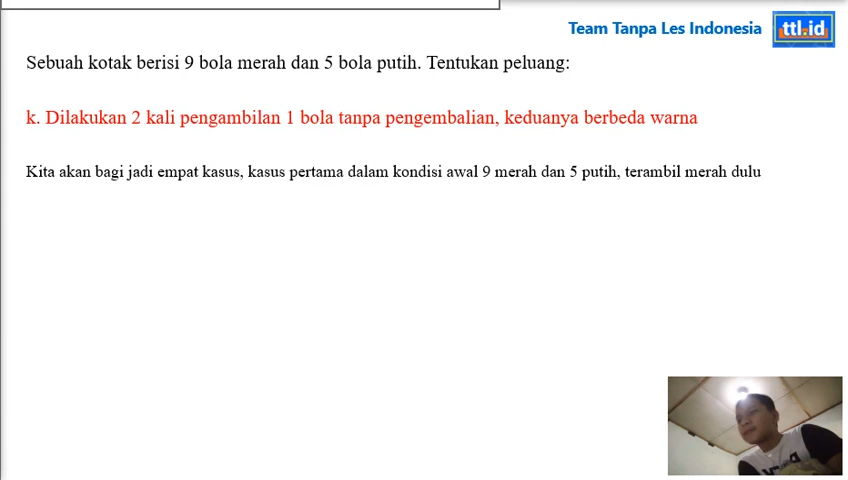 Team Tanpa Les Indonesia
ttl.id
Sebuah kotak berisi 9 bola merah dan 5 bola putih. Tentukan peluang:
k. Dilakukan 2 kali pengambilan 1 bola tanpa pengembalian, keduanya berbeda warna
Kita akan bagi jadi empat kasus, kasus pertama dalam kondisi awal 9 merah dan 5 putih, terambil merah dulu